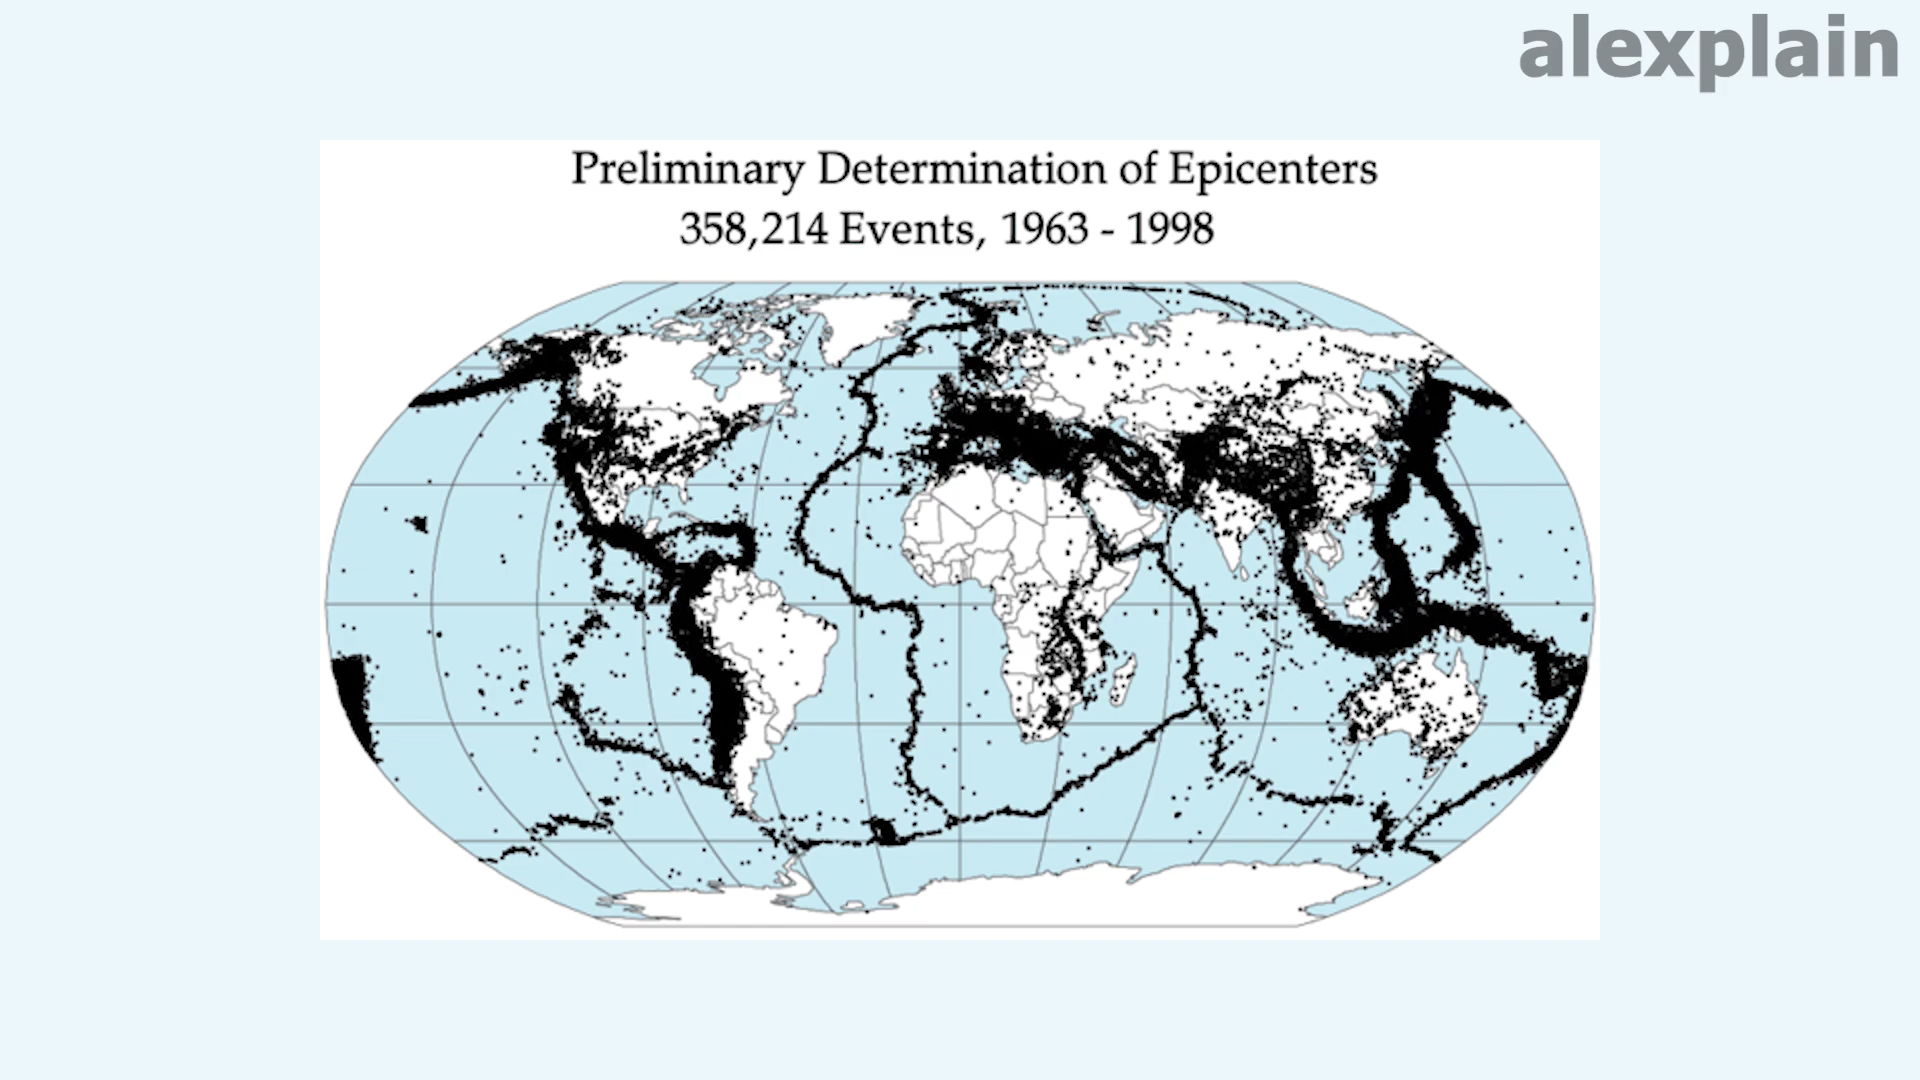 alexplain
Preliminary Determination of Epicenters
358,214 Events, 1963 - 1998